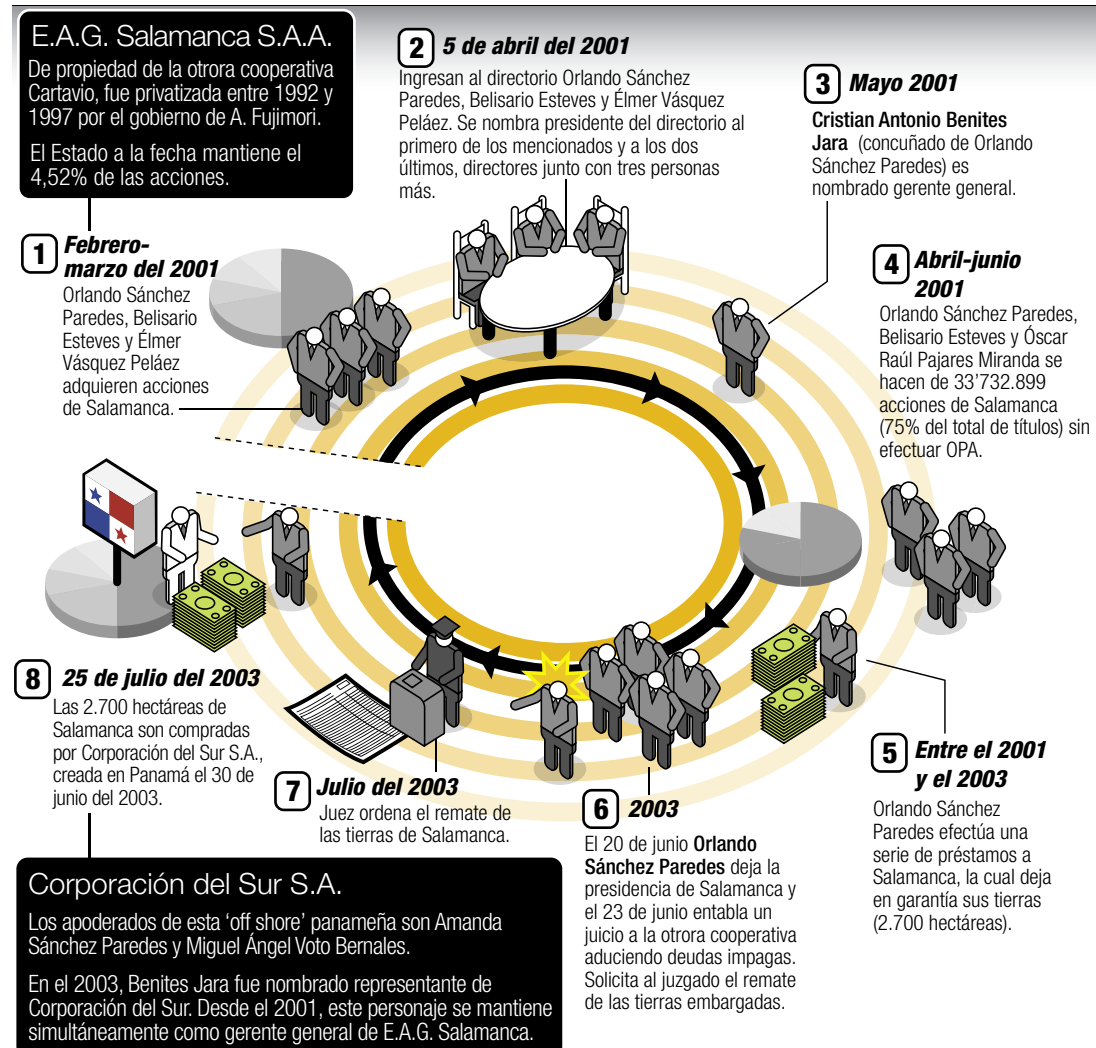 E.A.G. Salamanca S.A.A.
De propiedad de la otrora cooperativa
Cartavio, fue privatizada entre 1992 y
1997 por el gobierno de A. Fujimori.
El Estado a la fecha mantiene el
4,52% de las acciones.
1 Febrero-
marzo del 2001
Orlando Sánchez
Paredes, Belisario
Esteves y Élmer
Vásquez Peláez
adquieren acciones
de Salamanca.
2 5 de abril del 2001
Ingresan al directorio Orlando Sánchez
Paredes, Belisario Esteves y Élmer Vásquez
Peláez. Se nombra presidente del directorio al
primero de los mencionados y a los dos
últimos, directores junto con tres personas
más.
3 Mayo 2001
Cristian Antonio Benites
Jara (concuñado de Orlando
Sánchez Paredes) es
nombrado gerente general.
4 Abril-junio
2001
Orlando Sánchez Paredes,
Belisario Esteves y Óscar
Raúl Pajares Miranda se
hacen de 33'732.899
acciones de Salamanca
(75% del total de títulos) sin
efectuar OPA.
5 Entre el 2001
y el 2003
Orlando Sánchez
Paredes efectúa una
serie de préstamos a
Salamanca, la cual deja
en garantía sus tierras
(2.700 hectáreas).
6 2003
El 20 de junio Orlando
Sánchez Paredes deja la
presidencia de Salamanca y
el 23 de junio entabla un
juicio a la otrora cooperativa
aduciendo deudas impagas.
Solicita al juzgado el remate
de las tierras embargadas.
7 Julio del 2003
Juez ordena el remate de
las tierras de Salamanca.
8 25 de julio del 2003
Las 2.700 hectáreas de
Salamanca son compradas
por Corporación del Sur S.A.,
creada en Panamá el 30 de
junio del 2003.
Corporación del Sur S.A.
Los apoderados de esta 'off shore' panameña son Amanda
Sánchez Paredes y Miguel Ángel Voto Bernales.
En el 2003, Benites Jara fue nombrado representante de
Corporación del Sur. Desde el 2001, este personaje se mantiene
simultáneamente como gerente general de E.A.G. Salamanca.